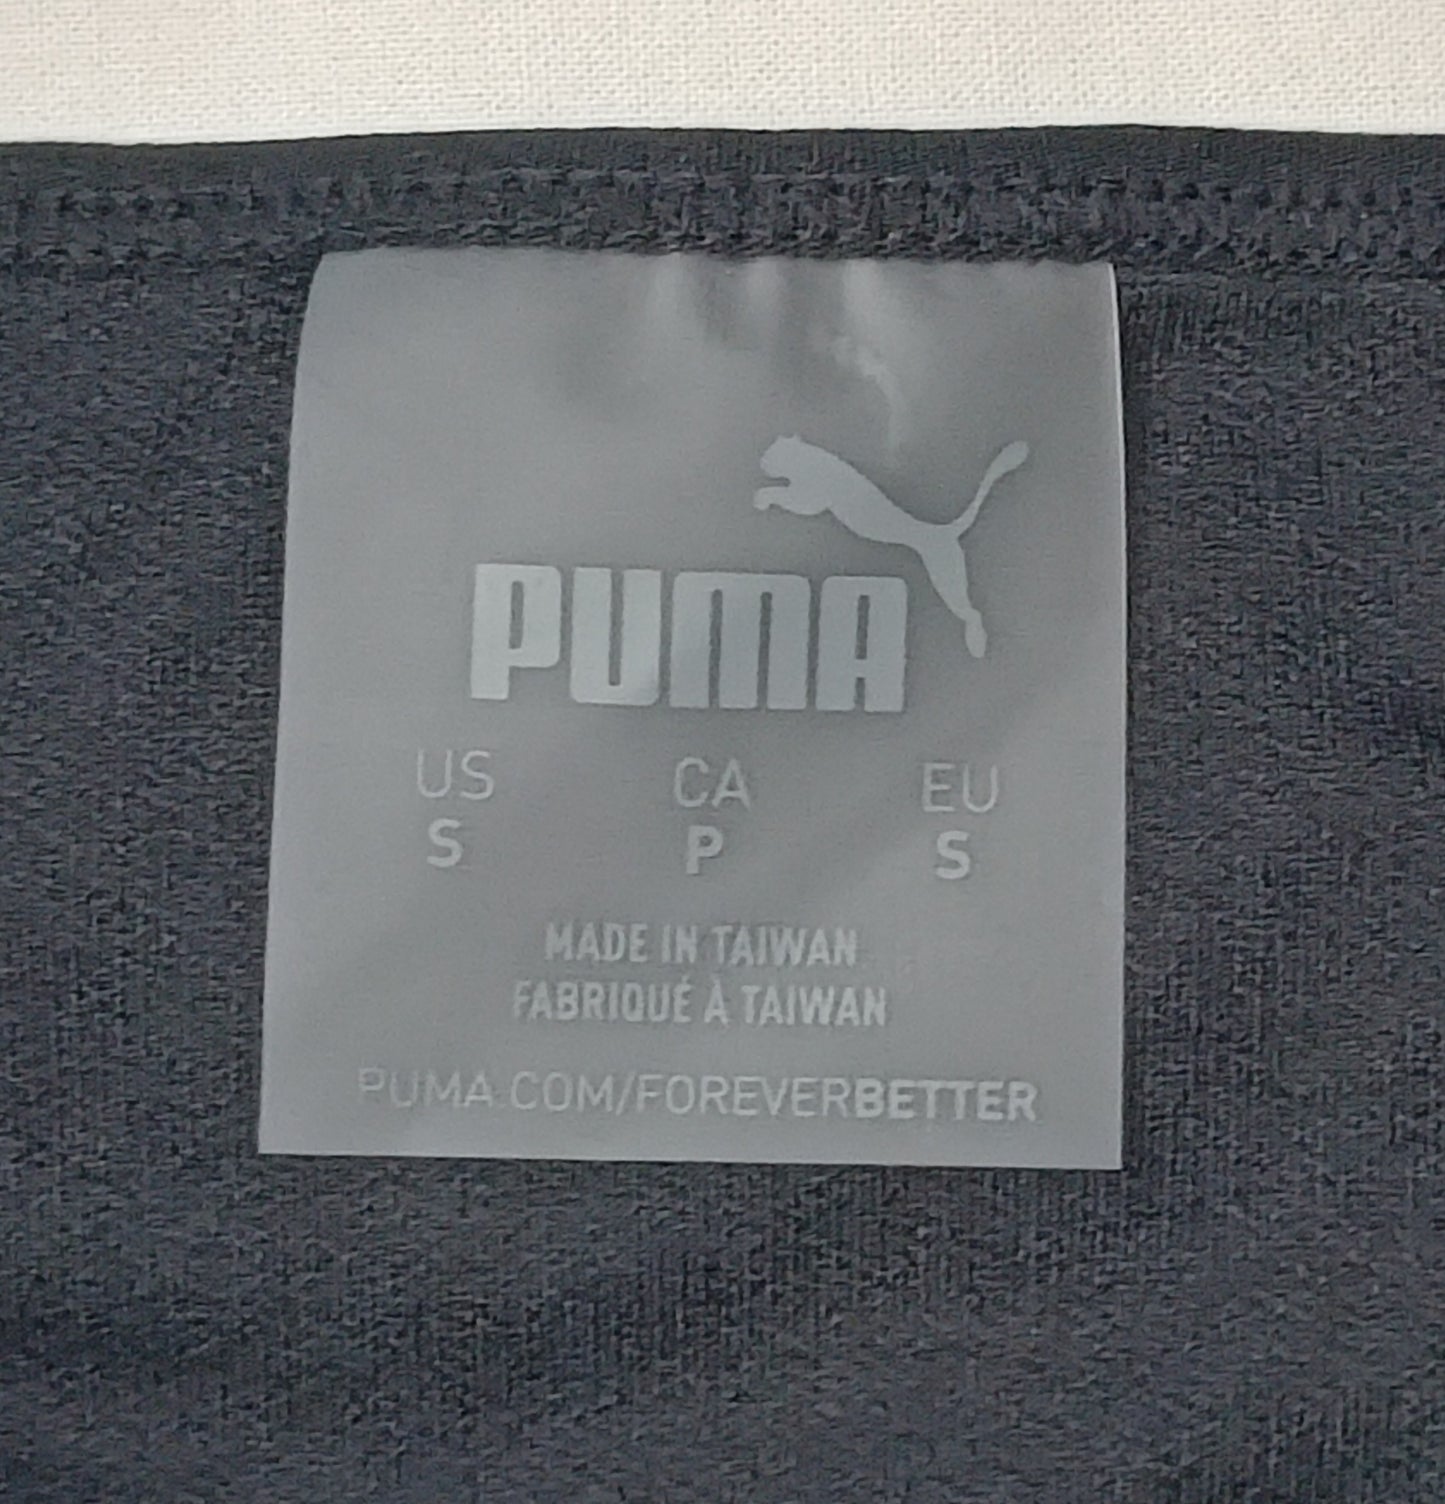 PUMA
US CA EU
S P S
MADE IN TAIWAN
FABRIQUÉ À TAIWAN
PUMA.COM/FOREVERBETTER